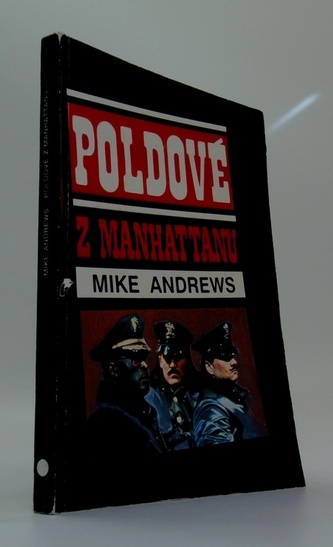 POLDOVÉ
Z MANHATTANU
MIKE ANDREWS
MIKE ANDREWS POLDOVÉ Z MANHATTANU